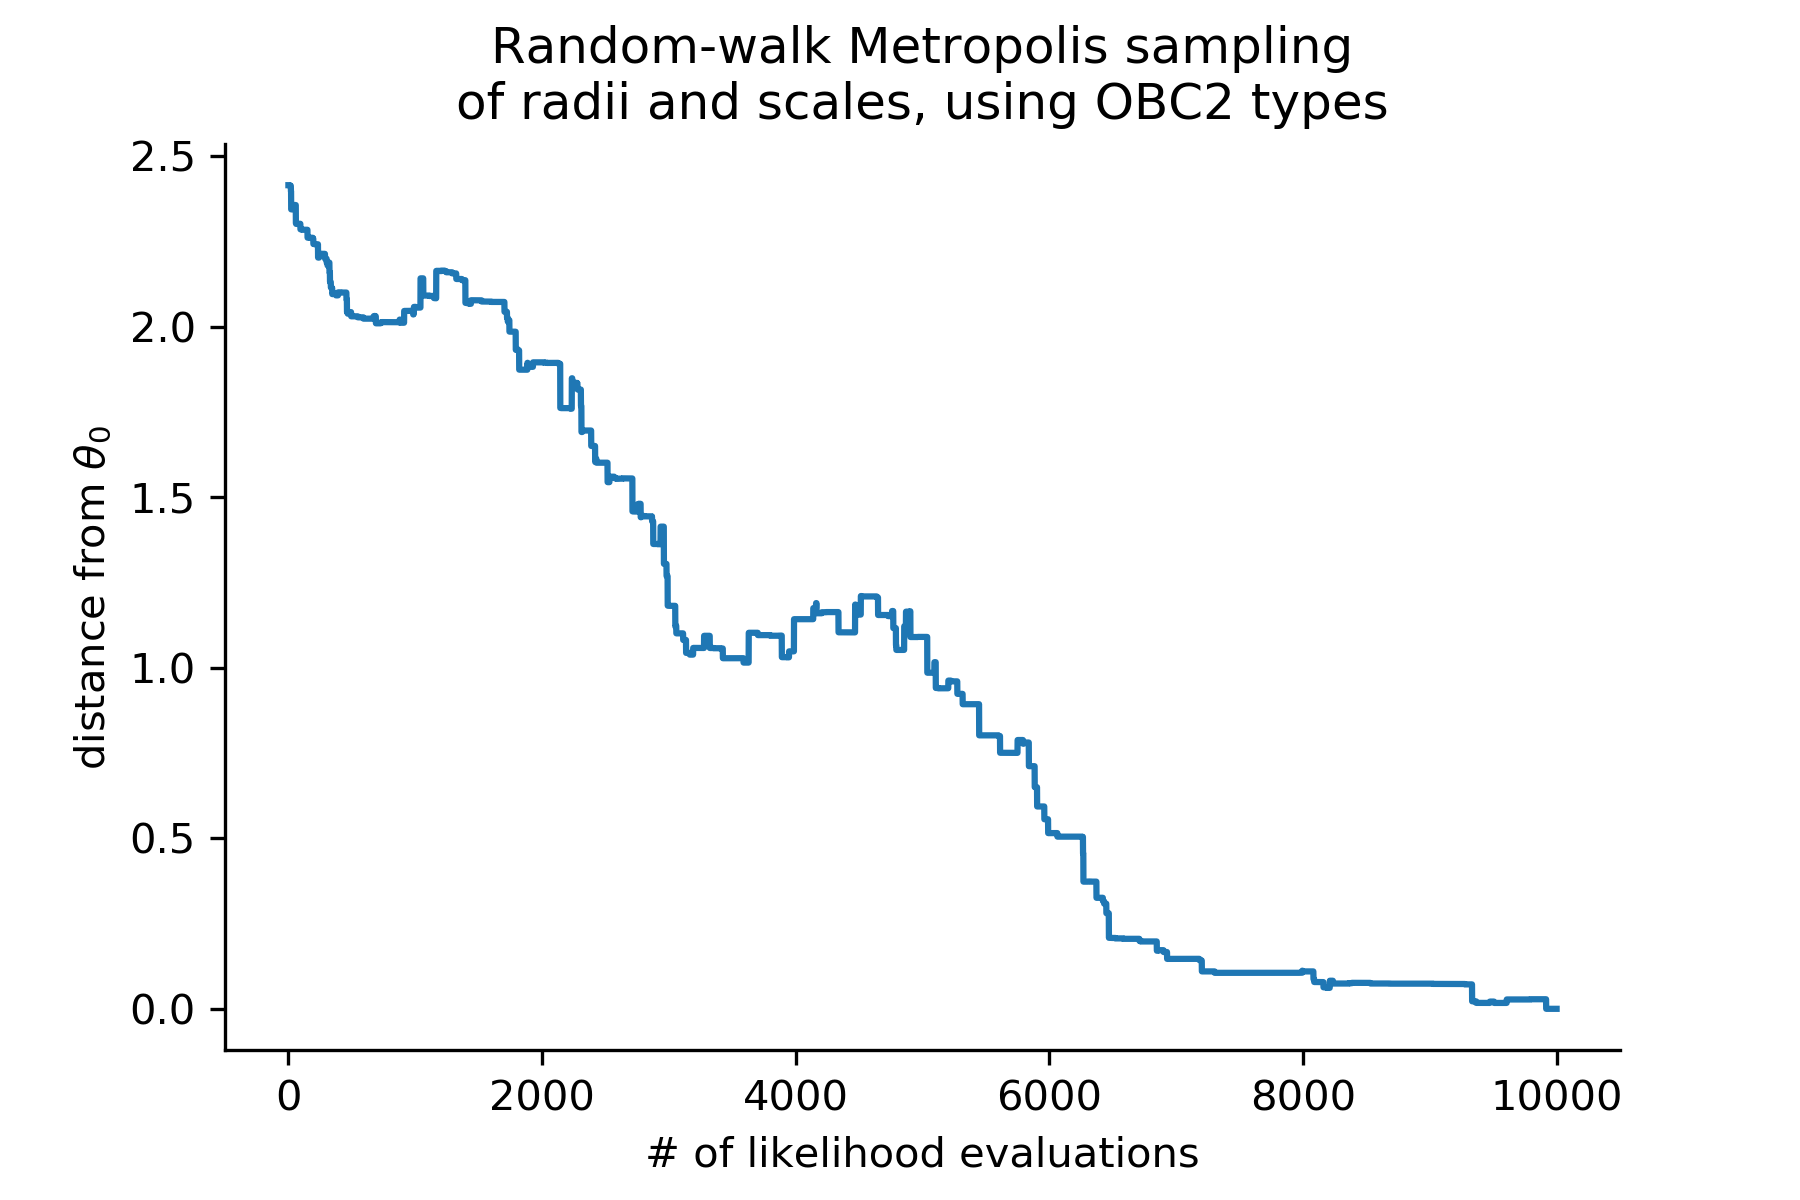 Random-walk Metropolis sampling
of radii and scales, using OBC2 types
2.5
2.0
1.5
1.0
0.5
0.0
distance from θ₀
0 2000 4000 6000 8000 10000
# of likelihood evaluations